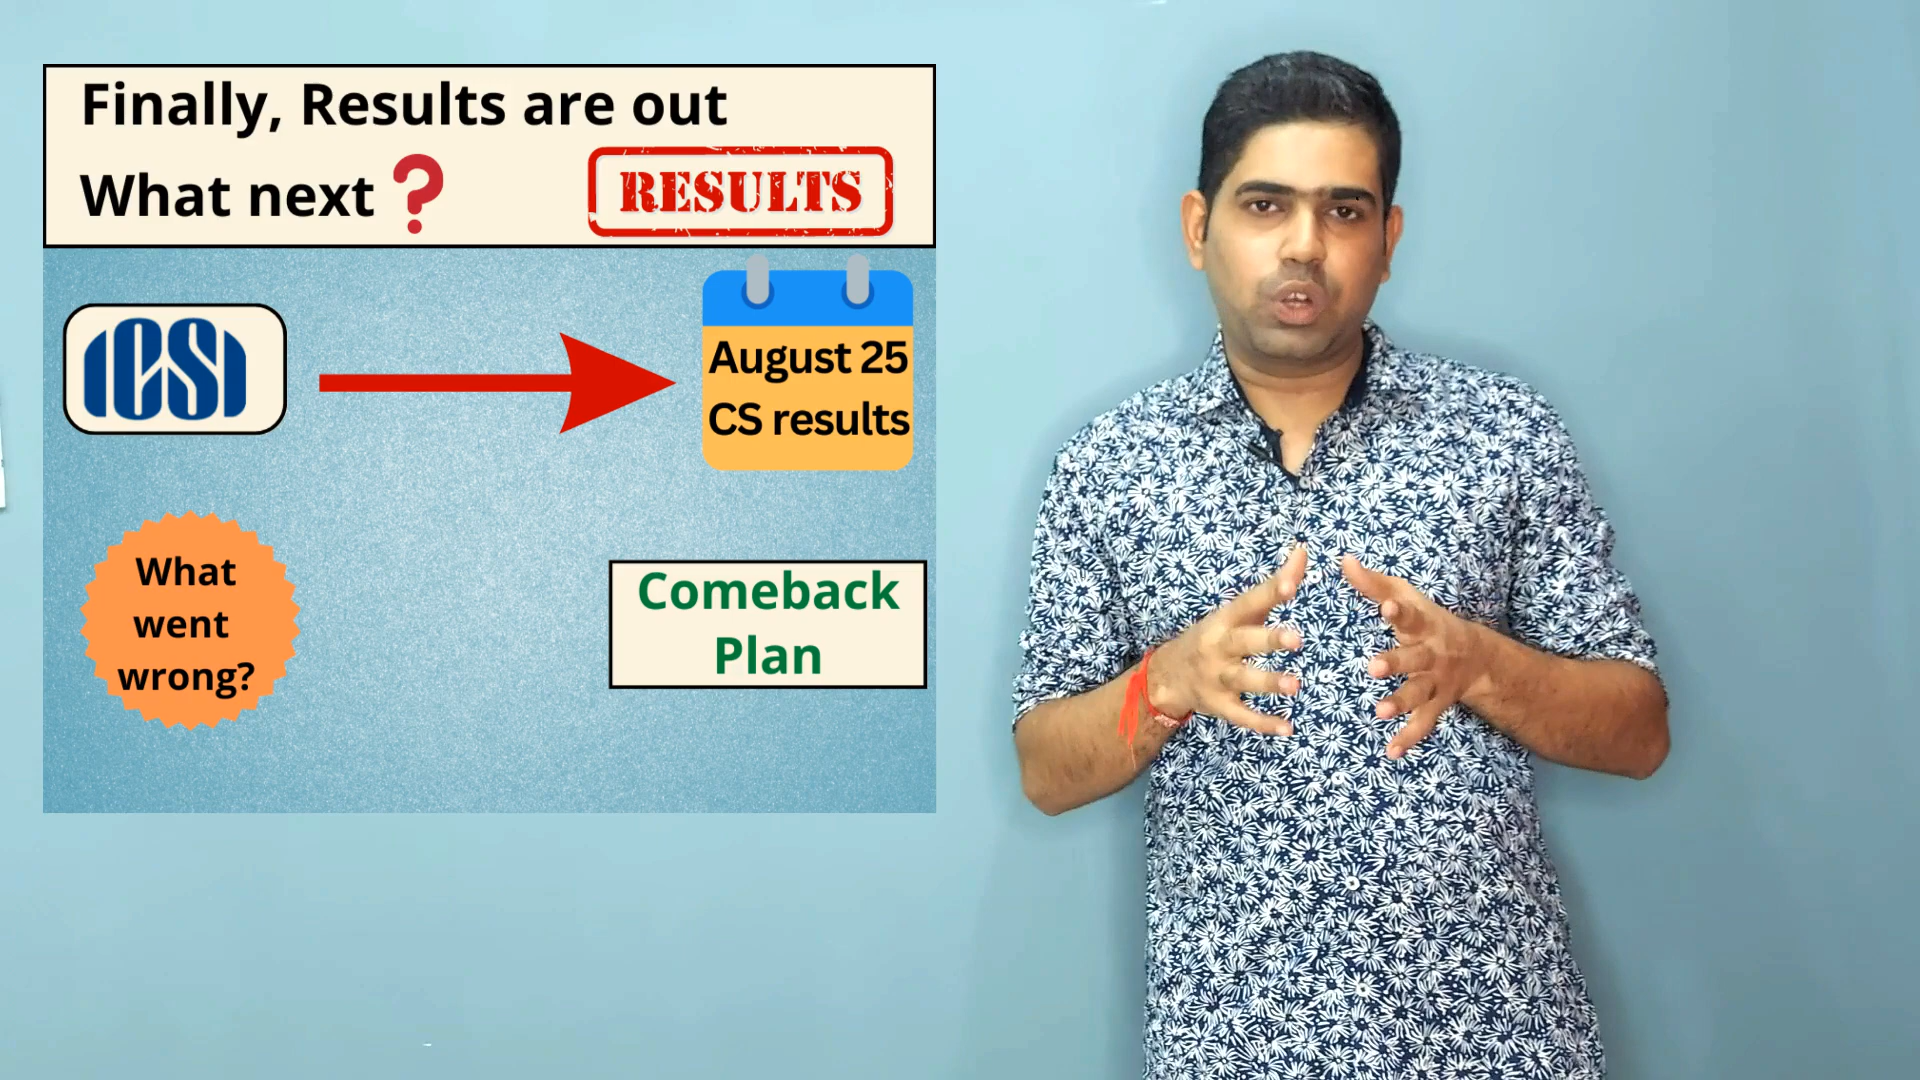 Finally, Results are out
What next ?
RESULTS
ICSI
August 25
CS results
What
went
wrong?
Comeback
Plan